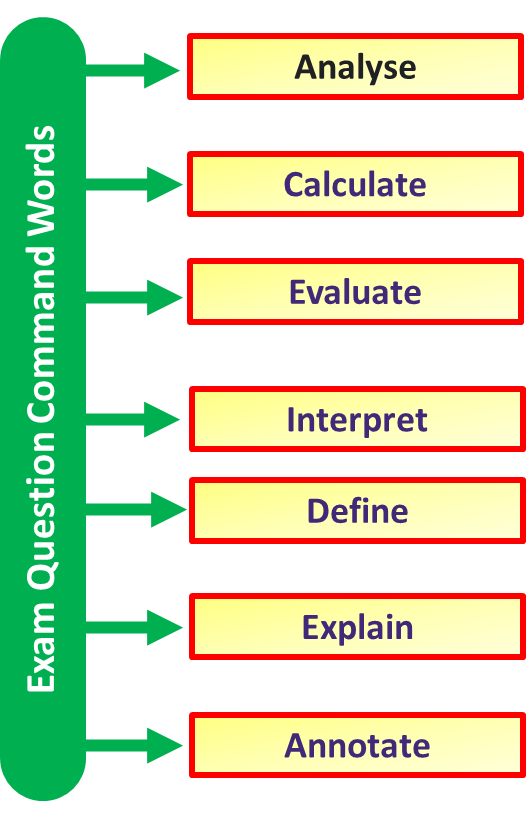 Exam Question Command Words
Analyse
Calculate
Evaluate
Interpret
Define
Explain
Annotate